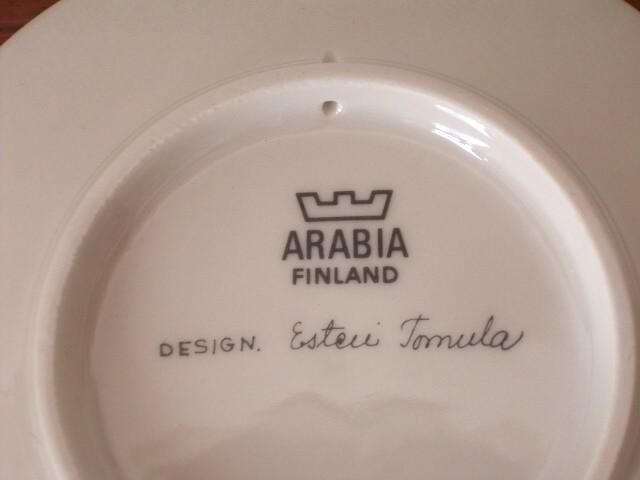 ARABIA
FINLAND
DESIGN. Esteri Tomula